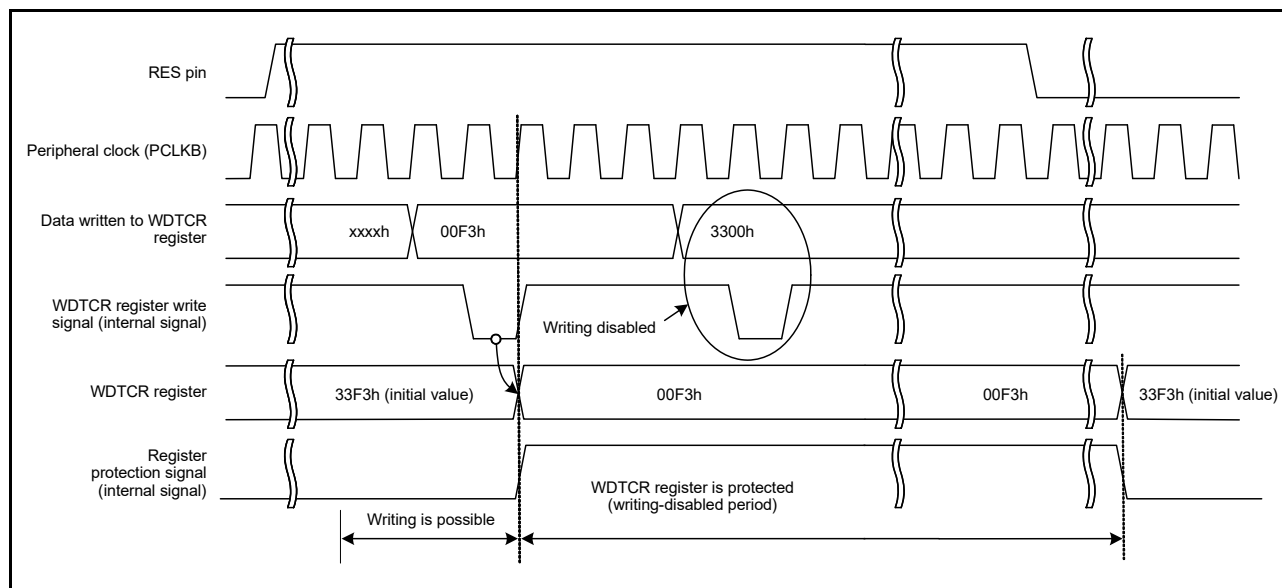 RES pin
Peripheral clock (PCLKB)
Data written to WDTCR
register
xxxxh
00F3h
3300h
WDTCR register write
signal (internal signal)
Writing disabled
WDTCR register
33F3h (initial value)
00F3h
00F3h
33F3h (initial value)
Register
protection signal
(internal signal)
WDTCR register is protected
(writing-disabled period)
Writing is possible